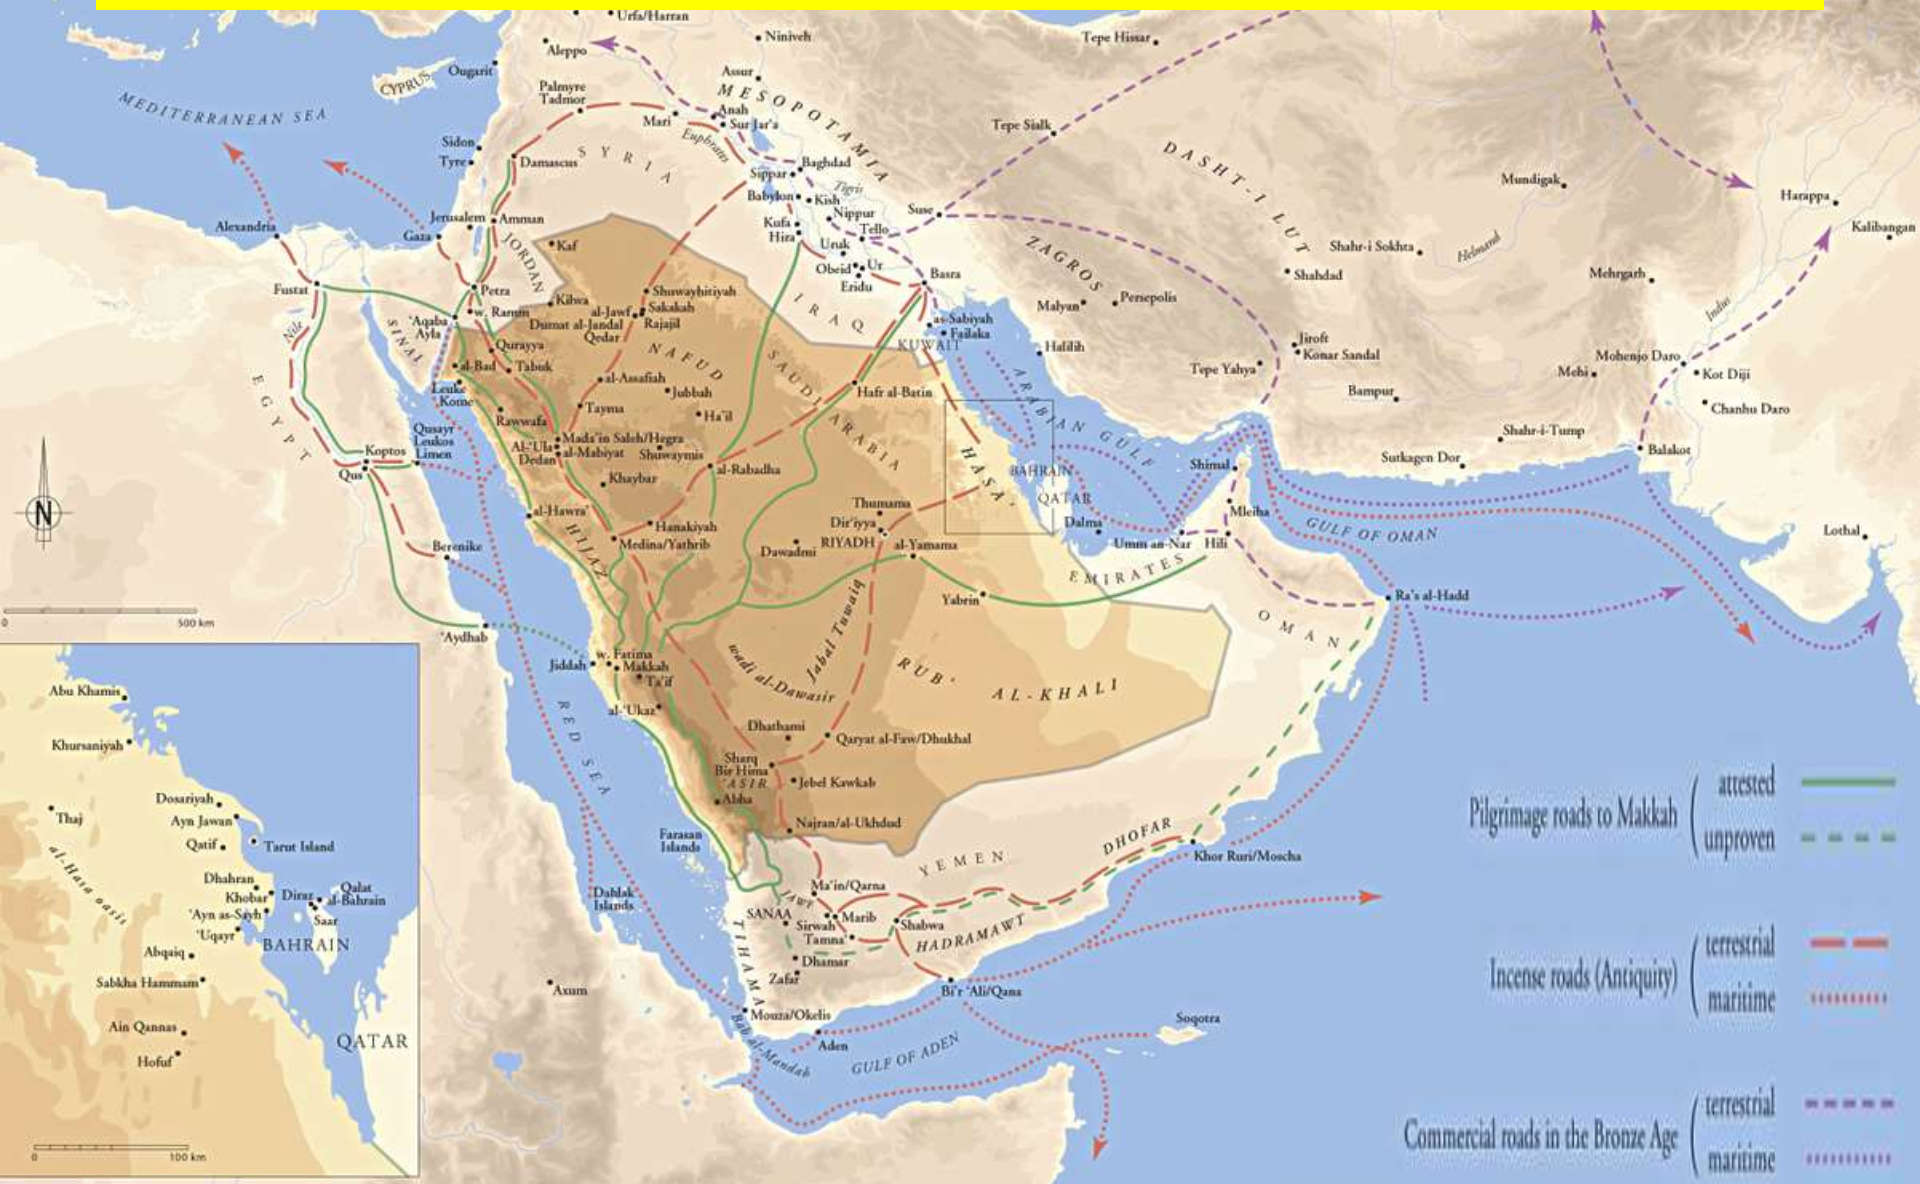 Urfa/Harran
Niniveh
Tepe Hissar
Aleppo
Ougarit
CYPRUS
Assur
MESOPOTAMIA
MEDITERRANEAN SEA
Palmyre
Tadmor
Mari
Anah
Sur Jar'a
Euphrates
Tepe Sialk
DASHT-I LUT
Sidon
Tyre
Damascus
SYRIA
Baghdad
Sippar
Tigris
Babylon
Kish
Nippur
Suse
Mundigak
Harappa
Kalibangan
Alexandria
Jerusalem
Amman
Gaza
JORDAN
Kaf
Kufa
Hira
Tello
Uruk
Obeid
Ur
Eridu
Basra
ZAGROS
Shahr-i Sokhta
Helmand
Shahdad
Mehrgarh
Fustat
Petra
Kilwa
Shuwayhitiyah
al-Jawf
Sakakah
Dumat al-Jandal
Rajajil
Qedar
IRAQ
Malyan
Persepolis
Indus
Nile
SINAI
'Aqaba
Ayla
w. Ramm
Qurayya
as-Sabiyah
Failaka
KUWAIT
Halilih
Jiroft
Konar Sandal
Mohenjo Daro
al-Bad
Tabuk
NAFUD
SAUDI ARABIA
Tepe Yahya
Mehi
Kot Diji
EGYPT
Leuke
Kome
al-Assafiah
Jubbah
Hafr al-Batin
ARABIAN GULF
Bampur
Chanhu Daro
Rawwafa
Tayma
Ha'il
Qusayr
Leukos
Limen
Koptos
Qus
Al-'Ula
Dedan
Mada'in Saleh/Hegra
al-Mabiyat
Shuwaymis
Shahr-i-Tump
Sutkagen Dor
Balakot
Khaybar
al-Rabadha
HASA
BAHRAIN
QATAR
Shimal
N
al-Hawra'
HIJAZ
Hanakiyah
Thumama
Dir'iyya
RIYADH
Dalma
Mleiha
GULF OF OMAN
Lothal
Berenike
Medina/Yathrib
Dawadmi
al-Yamama
Umm an-Nar
Hili
EMIRATES
Yabrin
Ra's al-Hadd
OMAN
0
500 km
'Aydhab
Jiddah
w. Fatima
Makkah
Ta'if
al-'Ukaz
wadi al-Dawasir
Jabal Tuwaiq
RUB'
AL-KHALI
RED SEA
Dhathami
Qaryat al-Faw/Dhukhal
Sharq
Bir Hima
'ASIR
Jebel Kawkab
Abha
Najran/al-Ukhdud
Farasan
Islands
YEMEN
DHOFAR
Khor Ruri/Moscha
Dahlak
Islands
Ma'in/Qarna
JAWF
SANAA
Sirwah
Marib
Tamna'
Shabwa
HADRAMAWT
TIHAMA
Dhamar
Zafar
Bi'r 'Ali/Qana
Axum
Mouza/Okelis
Bab al-Mandab
Aden
GULF OF ADEN
Soqotra
Abu Khamis
Khursaniyah
Thaj
Dosariyah
Ayn Jawan
Qatif
Tarut Island
al-Hasa oasis
Dhahran
Khobar
Diraz
Qalat
al-Bahrain
Saar
'Ayn as-Sayh
'Uqayr
BAHRAIN
Abqaiq
Sabkha Hammam
Ain Qannas
Hofuf
QATAR
0
100 km
Pilgrimage roads to Makkah
attested
unproven
Incense roads (Antiquity)
terrestrial
maritime
Commercial roads in the Bronze Age
terrestrial
maritime